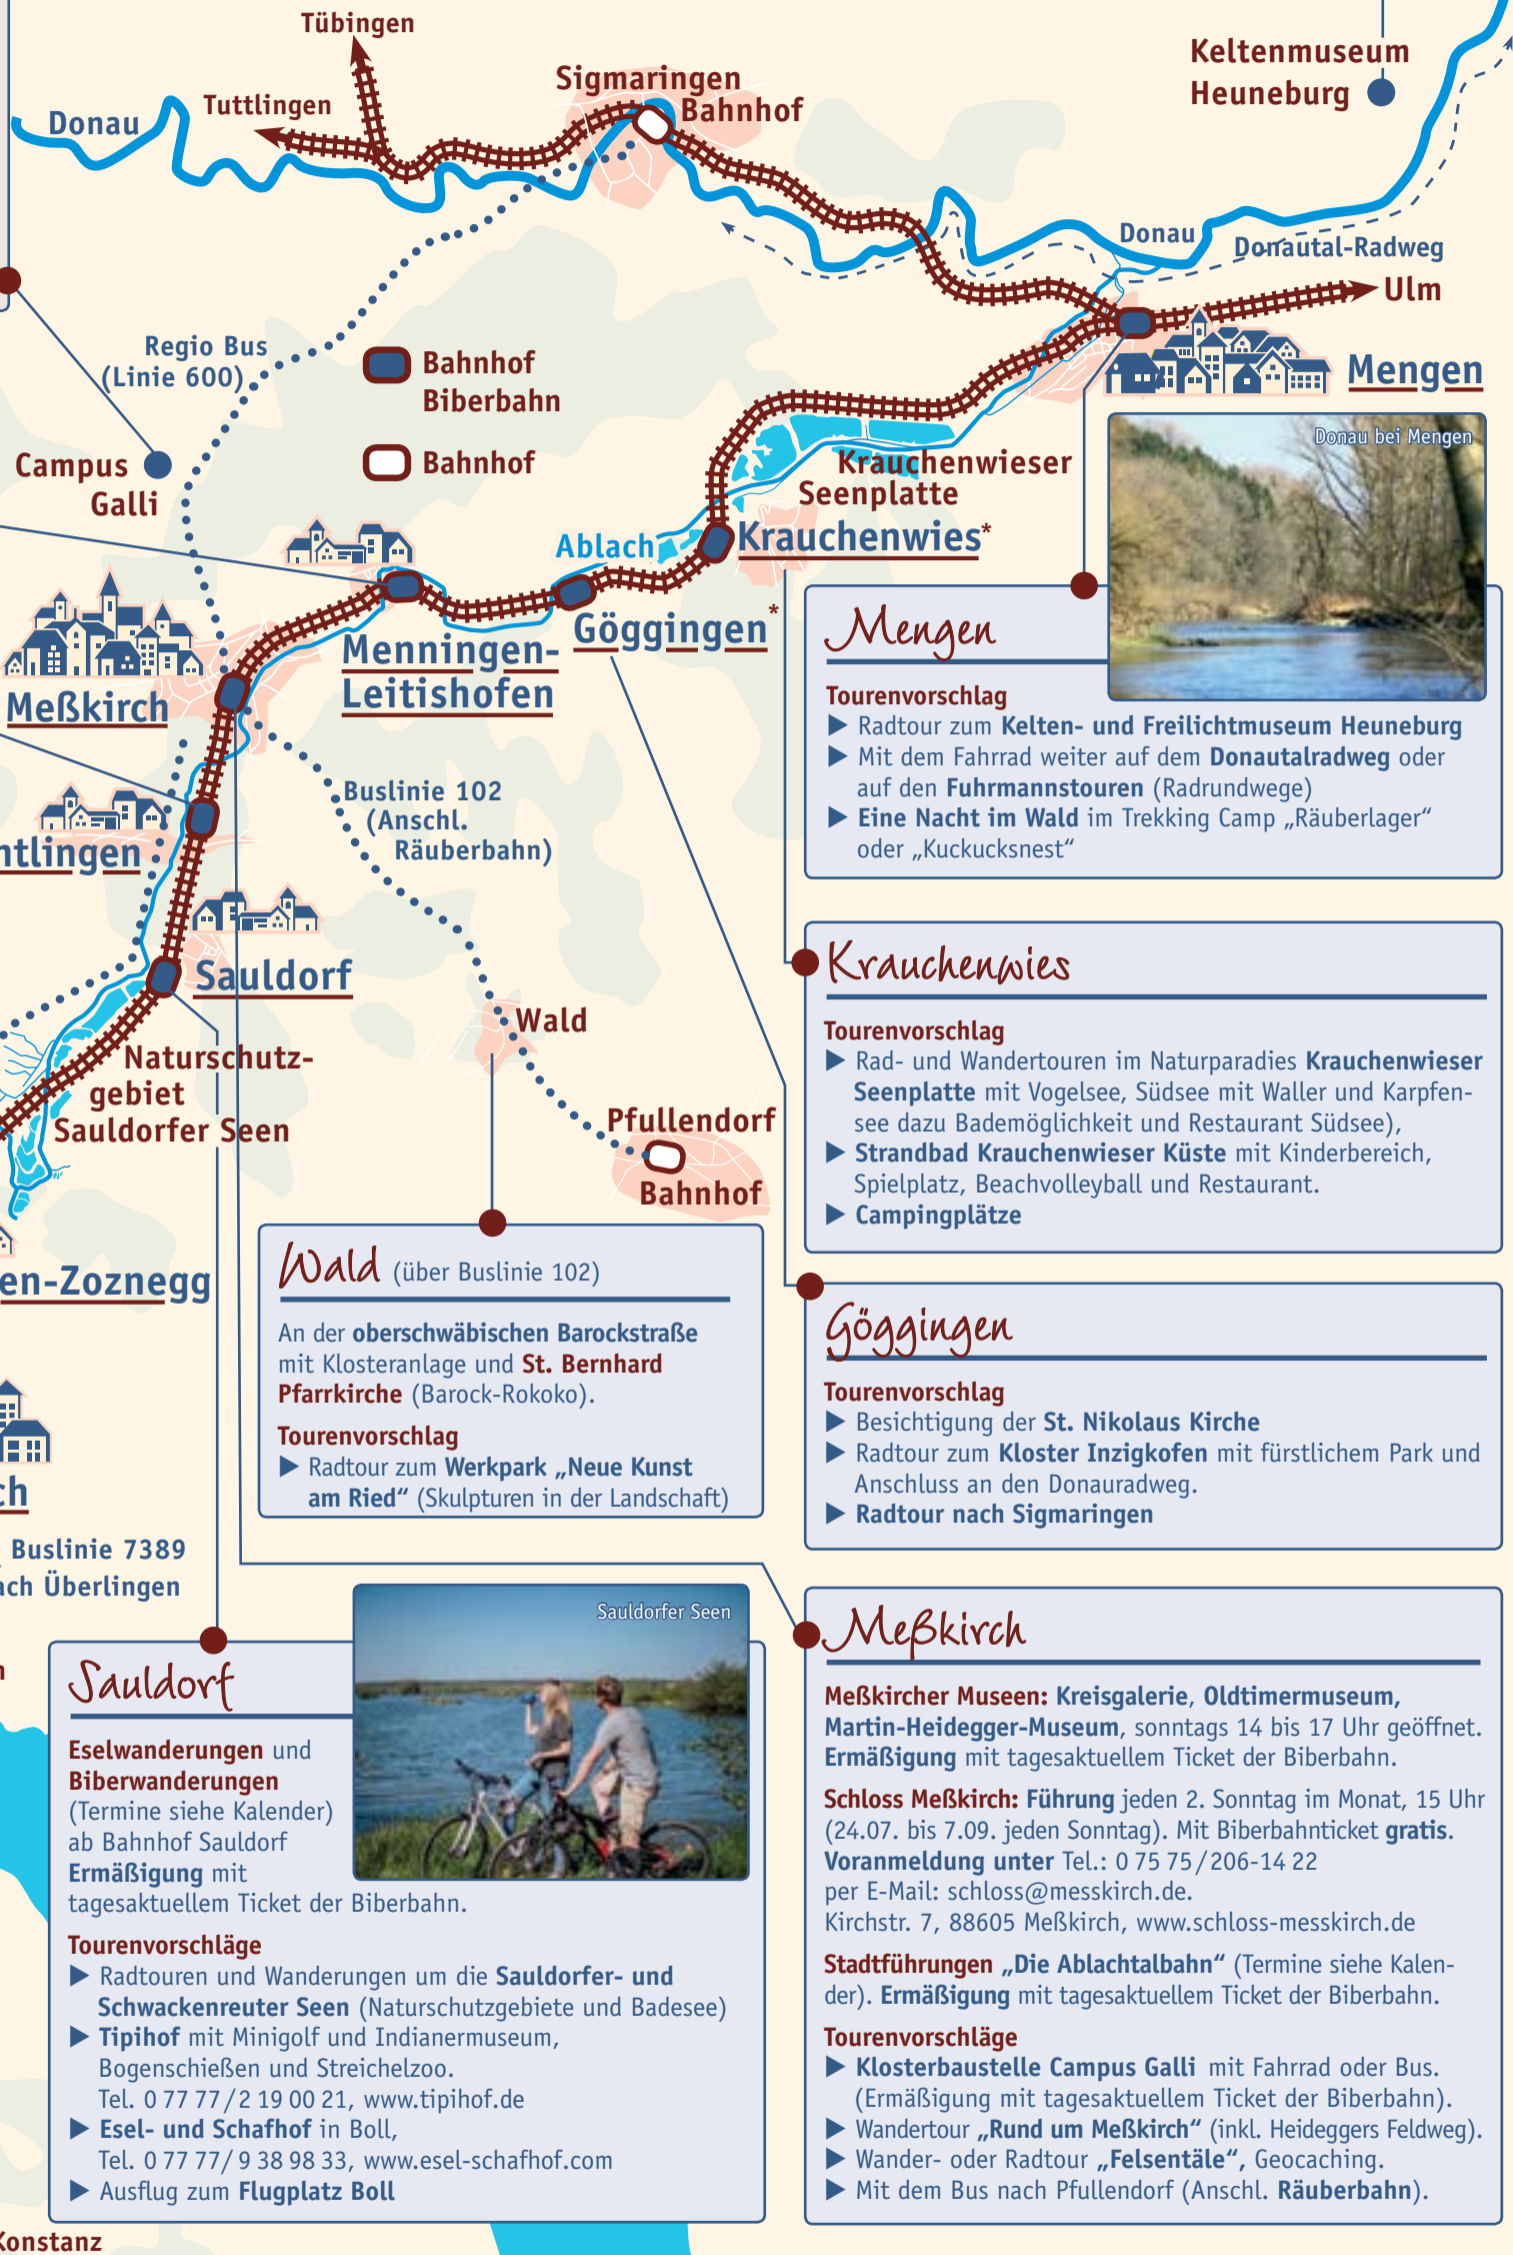 Tübingen
Tuttlingen
Donau
Sigmaringen
Bahnhof
Keltenmuseum
Heuneburg
Donau
Donautal-Radweg
Ulm
Mengen
Regio Bus
(Linie 600)
Bahnhof
Biberbahn
Bahnhof
Campus
Galli
Krauchenwieser
Seenplatte
Krauchenwies*
Ablach
Göggingen*
Menningen-
Leitishofen
Meßkirch
Buslinie 102
(Anschl.
Räuberbahn)
ntlingen
Sauldorf
Wald
Naturschutz-
gebiet
Sauldorfer Seen
Pfullendorf
Bahnhof
en-Zoznegg
ch
Buslinie 7389
ach Überlingen
Konstanz
Donau bei Mengen
Mengen
Tourenvorschlag
▶ Radtour zum Kelten- und Freilichtmuseum Heuneburg
▶ Mit dem Fahrrad weiter auf dem Donautalradweg oder
auf den Fuhrmannstouren (Radrundwege)
▶ Eine Nacht im Wald im Trekking Camp „Räuberlager“
oder „Kuckucksnest“
Krauchenwies
Tourenvorschlag
▶ Rad- und Wandertouren im Naturparadies Krauchenwieser
Seenplatte mit Vogelsee, Südsee mit Waller und Karpfen-
see dazu Bademöglichkeit und Restaurant Südsee),
▶ Strandbad Krauchenwieser Küste mit Kinderbereich,
Spielplatz, Beachvolleyball und Restaurant.
▶ Campingplätze
Wald (über Buslinie 102)
An der oberschwäbischen Barockstraße
mit Klosteranlage und St. Bernhard
Pfarrkirche (Barock-Rokoko).
Tourenvorschlag
▶ Radtour zum Werkpark „Neue Kunst
am Ried“ (Skulpturen in der Landschaft)
Göggingen
Tourenvorschlag
▶ Besichtigung der St. Nikolaus Kirche
▶ Radtour zum Kloster Inzigkofen mit fürstlichem Park und
Anschluss an den Donauradweg.
▶ Radtour nach Sigmaringen
Sauldorfer Seen
Sauldorf
Eselwanderungen und
Biberwanderungen
(Termine siehe Kalender)
ab Bahnhof Sauldorf
Ermäßigung mit
tagesaktuellem Ticket der Biberbahn.
Tourenvorschläge
▶ Radtouren und Wanderungen um die Sauldorfer- und
Schwackenreuter Seen (Naturschutzgebiete und Badesee)
▶ Tipihof mit Minigolf und Indianermuseum,
Bogenschießen und Streichelzoo.
Tel. 0 77 77/2 19 00 21, www.tipihof.de
▶ Esel- und Schafhof in Boll,
Tel. 0 77 77/ 9 38 98 33, www.esel-schafhof.com
▶ Ausflug zum Flugplatz Boll
Meßkirch
Meßkircher Museen: Kreisgalerie, Oldtimermuseum,
Martin-Heidegger-Museum, sonntags 14 bis 17 Uhr geöffnet.
Ermäßigung mit tagesaktuellem Ticket der Biberbahn.
Schloss Meßkirch: Führung jeden 2. Sonntag im Monat, 15 Uhr
(24.07. bis 7.09. jeden Sonntag). Mit Biberbahnticket gratis.
Voranmeldung unter Tel.: 0 75 75/206-14 22
per E-Mail: schloss@messkirch.de.
Kirchstr. 7, 88605 Meßkirch, www.schloss-messkirch.de
Stadtführungen „Die Ablachtalbahn“ (Termine siehe Kalen-
der). Ermäßigung mit tagesaktuellem Ticket der Biberbahn.
Tourenvorschläge
▶ Klosterbaustelle Campus Galli mit Fahrrad oder Bus.
(Ermäßigung mit tagesaktuellem Ticket der Biberbahn).
▶ Wandertour „Rund um Meßkirch“ (inkl. Heideggers Feldweg).
▶ Wander- oder Radtour „Felsentäle“, Geocaching.
▶ Mit dem Bus nach Pfullendorf (Anschl. Räuberbahn).